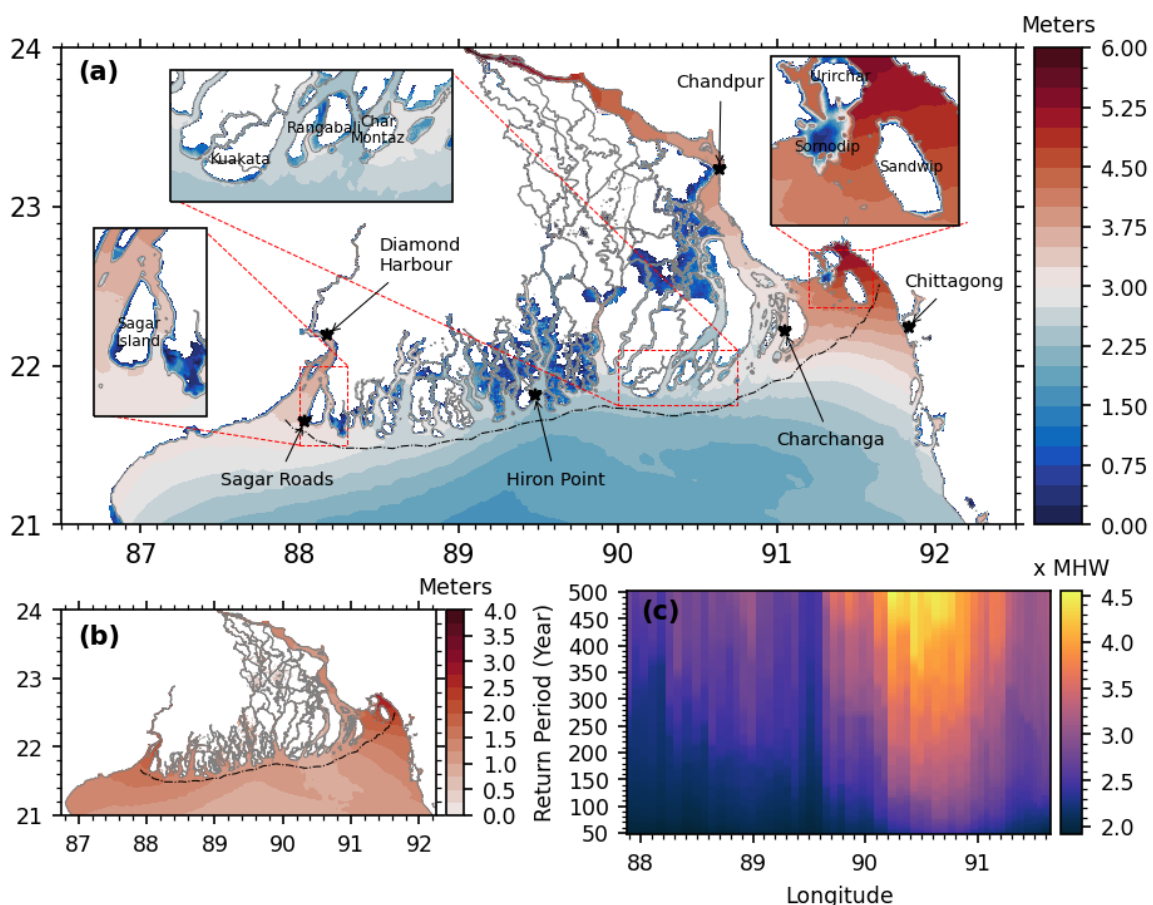 Meters
24
(a)
6.00
Urirchar
Chandpur
5.25
Rangabali
Char
Montaz
Kuakata
Sornodip
Sandwip
4.50
23
3.75
Diamond
Harbour
Chittagong
3.00
Sagar
Island
2.25
22
1.50
Charchanga
Sagar Roads
Hiron Point
0.75
21
0.00
87
88
89
90
91
92
Meters
x MHW
24
(b)
4.0
3.5
3.0
2.5
2.0
1.5
1.0
0.5
0.0
23
22
21
87
88
89
90
91
92
Return Period (Year)
500
450
400
350
300
250
200
150
100
50
(c)
4.5
4.0
3.5
3.0
2.5
2.0
88
89
90
91
Longitude